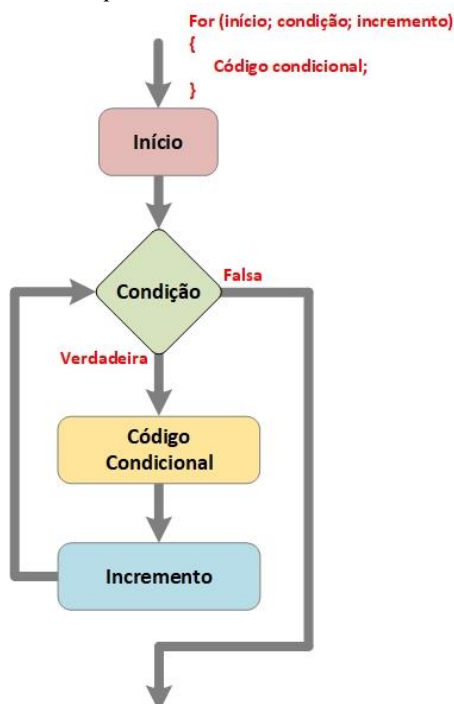 For (início; condição; incremento)
{
Código condicional;
}
Início
Condição
Falsa
Verdadeira
Código
Condicional
Incremento